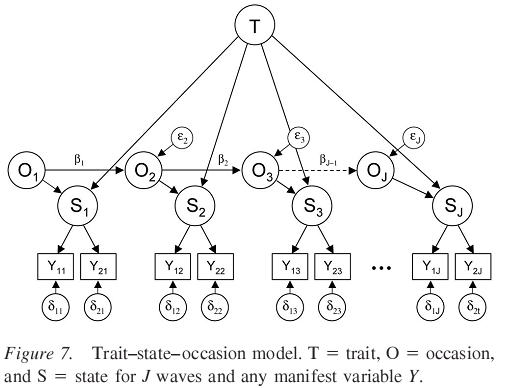 T
ε2 ε3 εJ
β1 β2 βJ–1
O1 O2 O3 OJ
S1 S2 S3 SJ
Y11 Y21 Y12 Y22 Y13 Y23 ... Y1J Y2J
δ11 δ21 δ12 δ22 δ13 δ23 δ1J δ2t
Figure 7. Trait–state–occasion model. T = trait, O = occasion,
and S = state for J waves and any manifest variable Y.